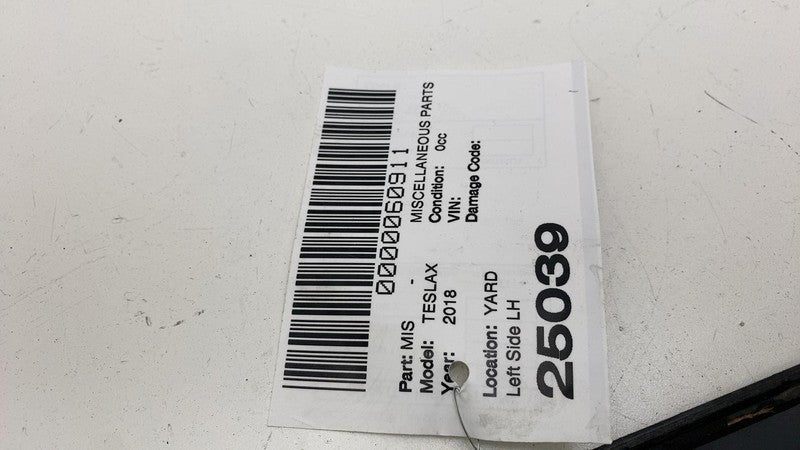 0000060911
Part: MIS - MISCELLANEOUS PARTS
Model: TESLAX Condition: 0cc
Year: 2018 VIN:
Damage Code:
Location: YARD
Left Side LH
25039